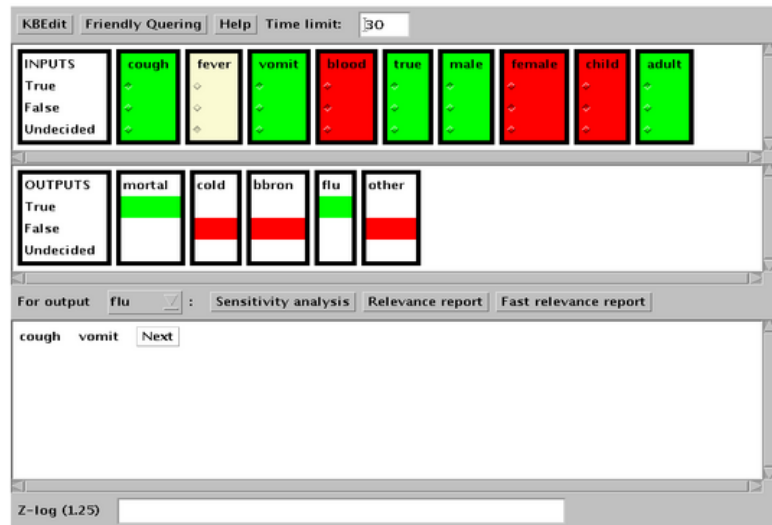 KBEdit Friendly Quering Help Time limit: 30
INPUTS cough fever vomit blood true male female child adult
True
False
Undecided
OUTPUTS mortal cold bbron flu other
True
False
Undecided
For output flu : Sensitivity analysis Relevance report Fast relevance report
cough vomit Next
Z-log (1.25)